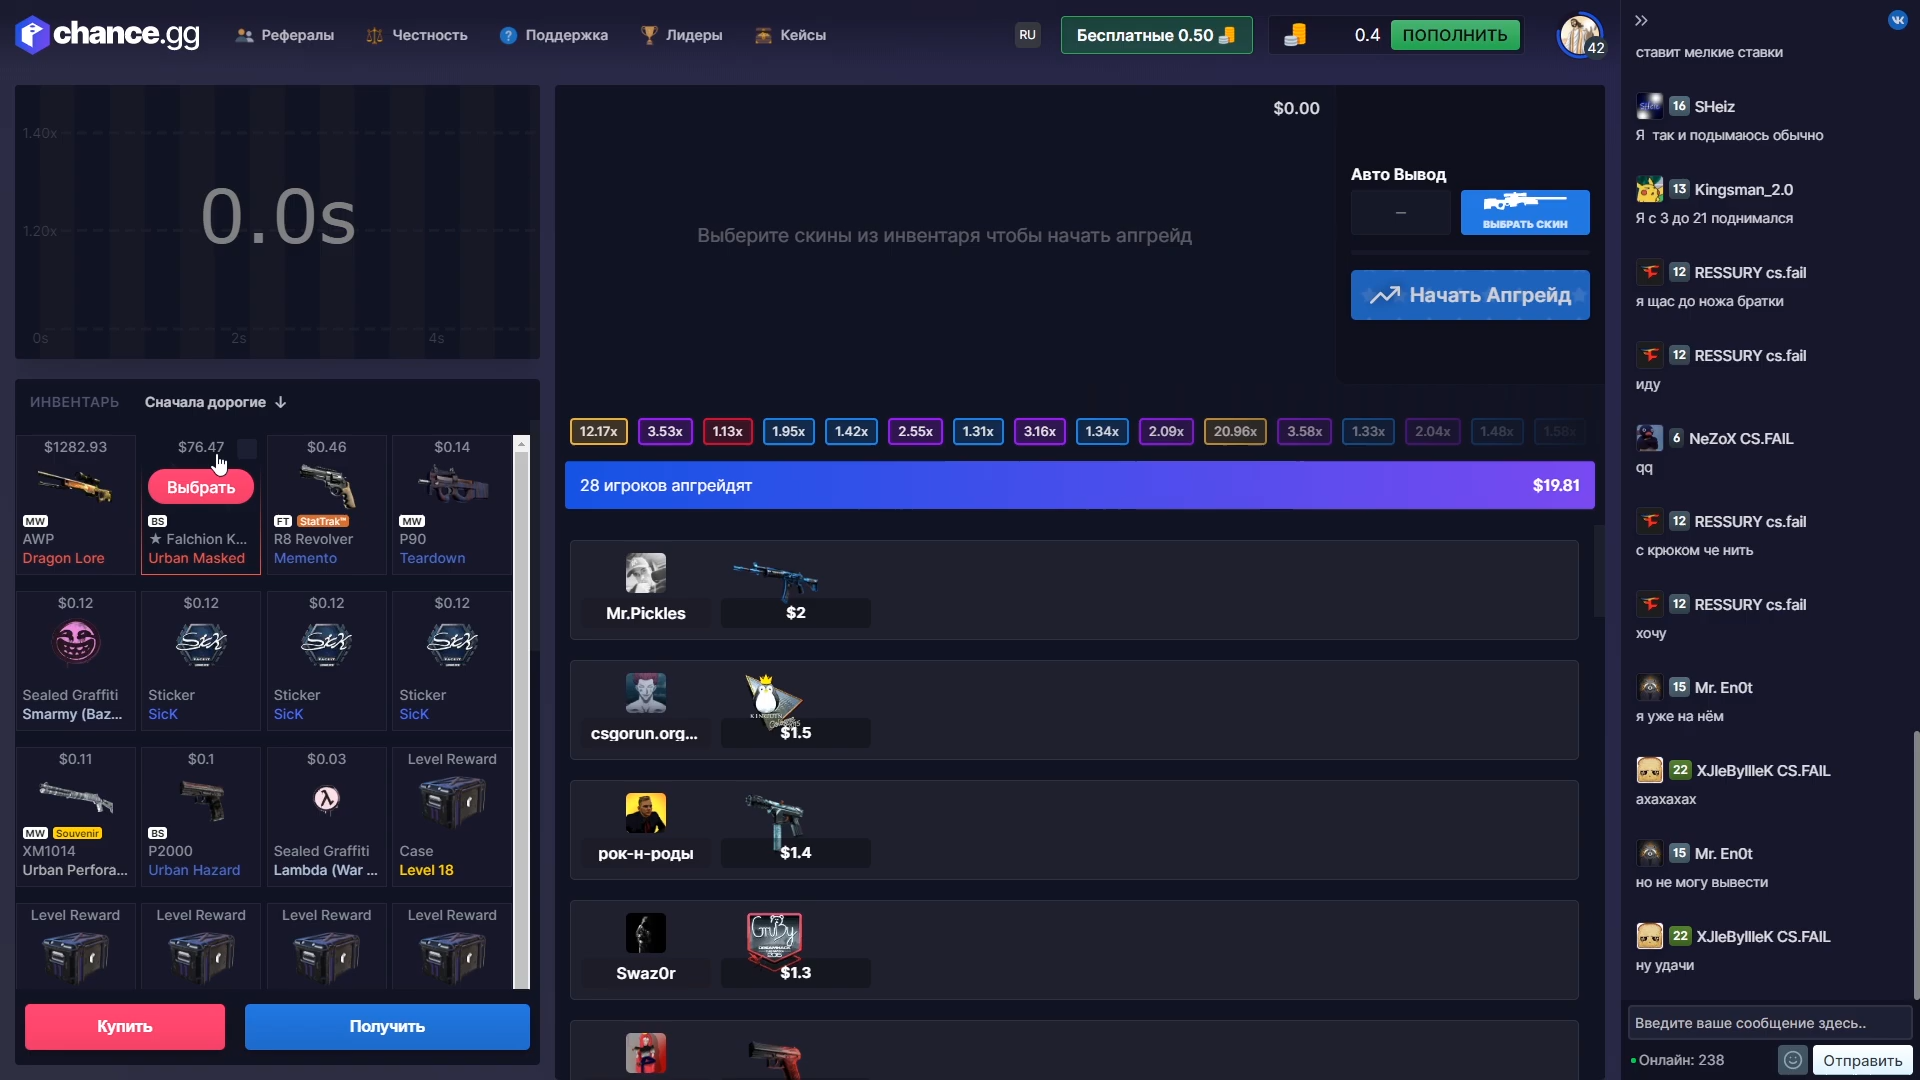 chance.gg
Рефералы
Честность
Поддержка
Лидеры
Кейсы
RU
Бесплатные 0.50
0.4
ПОПОЛНИТЬ
42
1.40x
1.20x
0.0s
0s
2s
4s
$0.00
Выберите скины из инвентаря чтобы начать апгрейд
Авто Вывод
–
ВЫБРАТЬ СКИН
Начать Апгрейд
ИНВЕНТАРЬ
Сначала дорогие
$1282.93
MW
AWP
Dragon Lore
$76.47
Выбрать
BS
★ Falchion K...
Urban Masked
$0.46
FT StatTrak™
R8 Revolver
Memento
$0.14
MW
P90
Teardown
$0.12
Sealed Graffiti
Smarmy (Baz...
$0.12
Sticker
SicK
$0.12
Sticker
SicK
$0.12
Sticker
SicK
$0.11
MW Souvenir
XM1014
Urban Perfora...
$0.1
BS
P2000
Urban Hazard
$0.03
Sealed Graffiti
Lambda (War ...
Level Reward
Case
Level 18
Level Reward
Level Reward
Level Reward
Level Reward
Купить
Получить
12.17x
3.53x
1.13x
1.95x
1.42x
2.55x
1.31x
3.16x
1.34x
2.09x
20.96x
3.58x
1.33x
2.04x
1.48x
1.58x
28 игроков апгрейдят
$19.81
Mr.Pickles
$2
csgorun.org...
$1.5
рок-н-роды
$1.4
Swaz0r
$1.3
ставит мелкие ставки
16 SHeiz
Я так и подымаюсь обычно
13 Kingsman_2.0
Я с 3 до 21 поднимался
12 RESSURY cs.fail
я щас до ножа братки
12 RESSURY cs.fail
иду
6 NeZoX CS.FAIL
qq
12 RESSURY cs.fail
с крюком че нить
12 RESSURY cs.fail
хочу
15 Mr. En0t
я уже на нём
22 XJIeByIIleK CS.FAIL
ахахахах
15 Mr. En0t
но не могу вывести
22 XJIeByIIleK CS.FAIL
ну удачи
Введите ваше сообщение здесь..
Онлайн: 238
Отправить